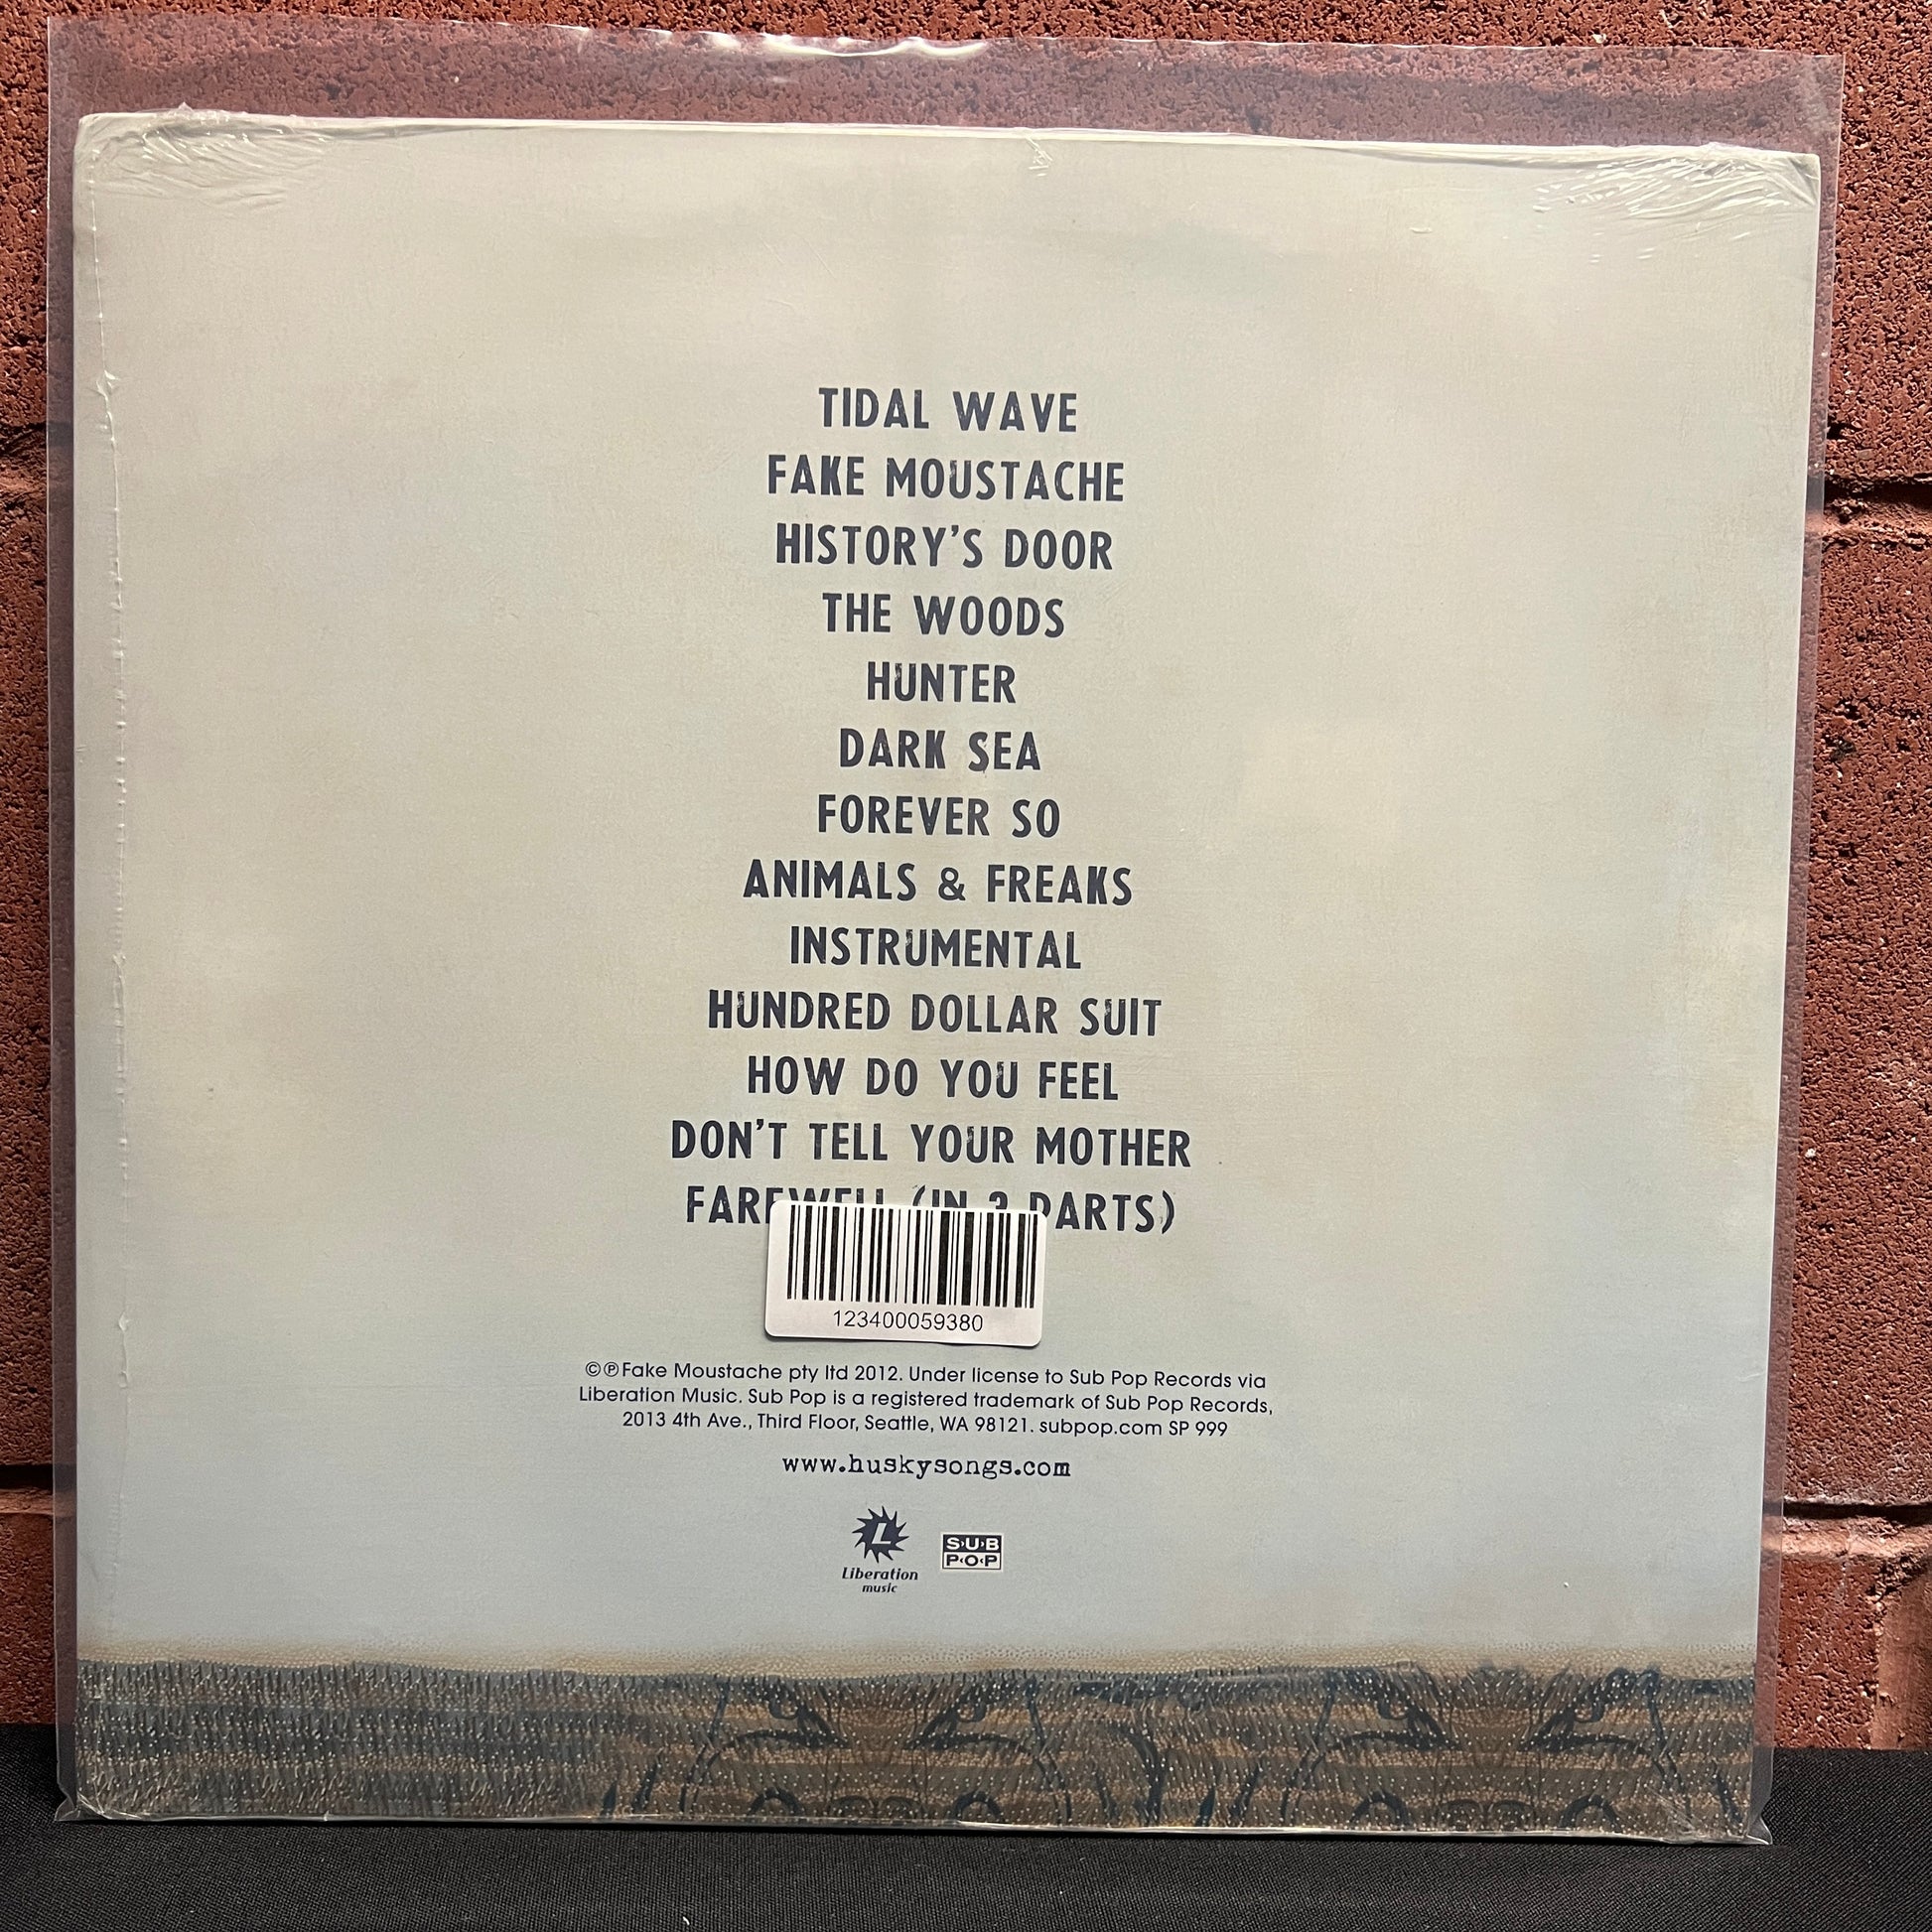 TIDAL WAVE
FAKE MOUSTACHE
HISTORY'S DOOR
THE WOODS
HUNTER
DARK SEA
FOREVER SO
ANIMALS & FREAKS
INSTRUMENTAL
HUNDRED DOLLAR SUIT
HOW DO YOU FEEL
DON'T TELL YOUR MOTHER
FAREWELL (IN 3 PARTS)
123400059380
©℗Fake Moustache pty ltd 2012. Under license to Sub Pop Records via
Liberation Music. Sub Pop is a registered trademark of Sub Pop Records,
2013 4th Ave., Third Floor, Seattle, WA 98121. subpop.com SP 999
www.huskysongs.com
L
Liberation
music
SUB
POP